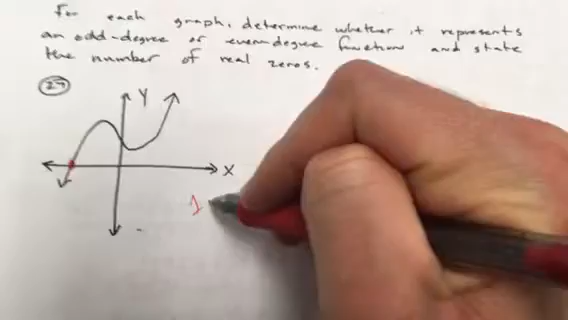 For each graph, determine whether it represents
an odd-degree or even-degree function and state
the number of real zeros.
29
Y
X
1